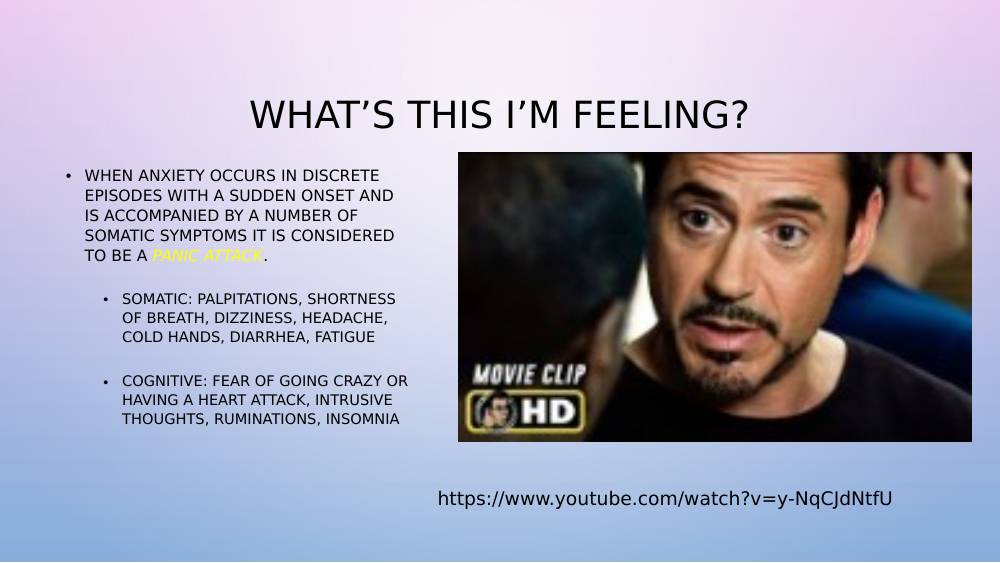 WHAT’S THIS I’M FEELING?
• WHEN ANXIETY OCCURS IN DISCRETE
EPISODES WITH A SUDDEN ONSET AND
IS ACCOMPANIED BY A NUMBER OF
SOMATIC SYMPTOMS IT IS CONSIDERED
TO BE A PANIC ATTACK.
• SOMATIC: PALPITATIONS, SHORTNESS
OF BREATH, DIZZINESS, HEADACHE,
COLD HANDS, DIARRHEA, FATIGUE
• COGNITIVE: FEAR OF GOING CRAZY OR
HAVING A HEART ATTACK, INTRUSIVE
THOUGHTS, RUMINATIONS, INSOMNIA
MOVIE CLIP
HD
https://www.youtube.com/watch?v=y-NqCJdNtfU